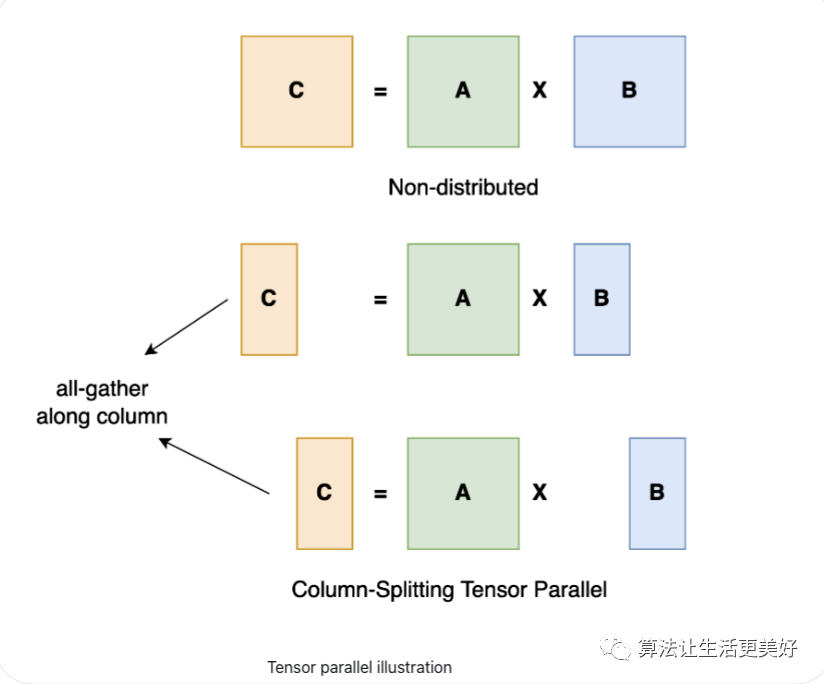 C = A X B
Non-distributed
C = A X B
all-gather
along column
C = A X B
Column-Splitting Tensor Parallel
算法让生活更美好
Tensor parallel illustration